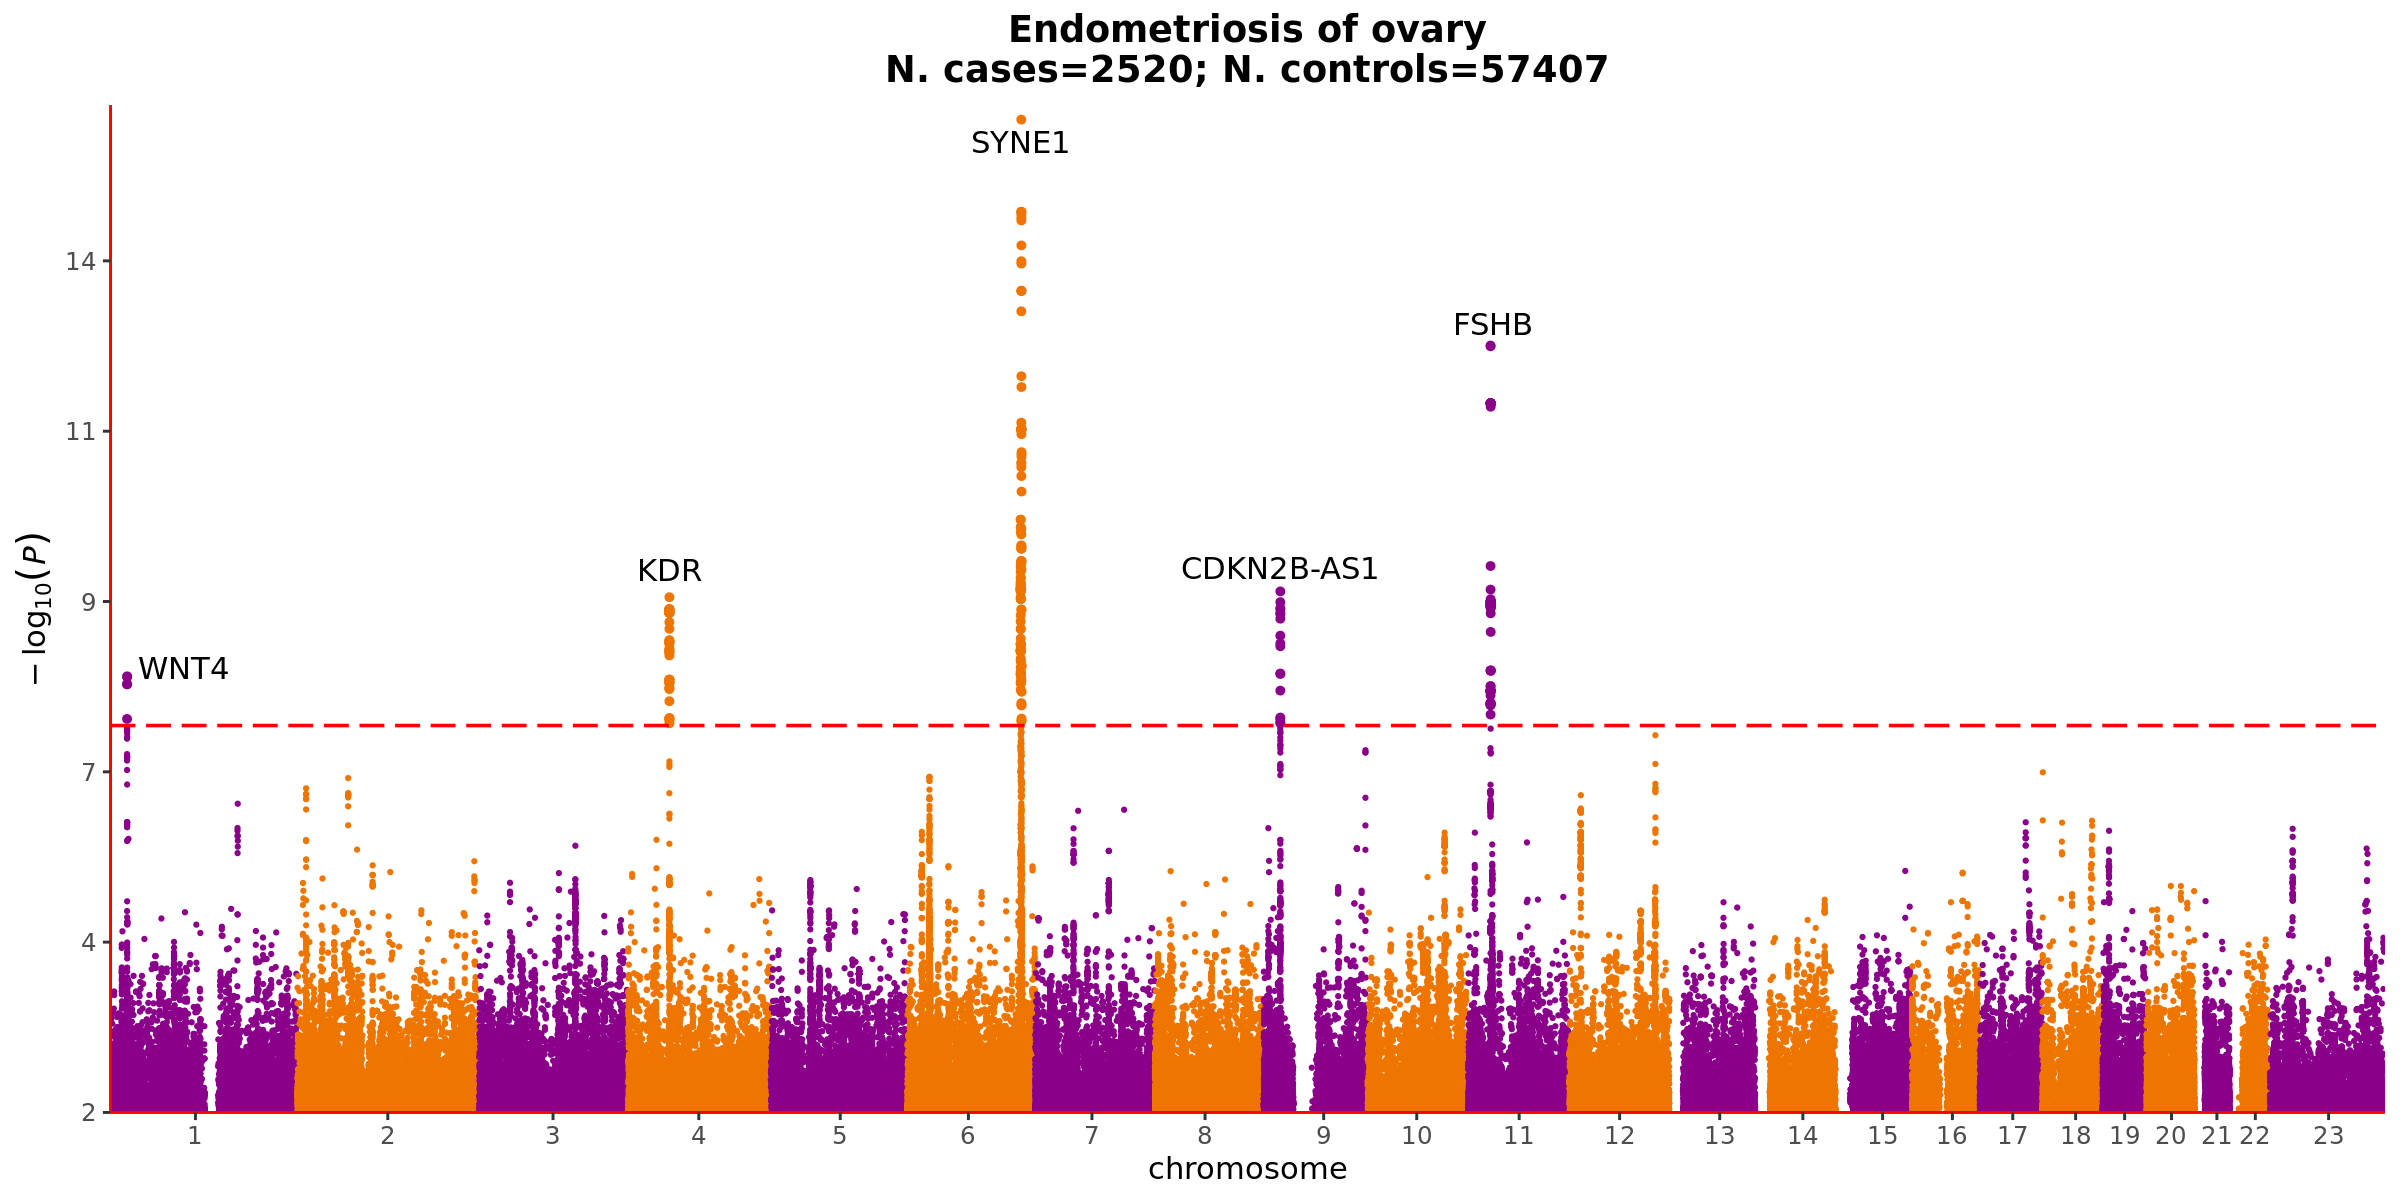 Endometriosis of ovary
N. cases=2520; N. controls=57407
SYNE1
14
FSHB
11
KDR
CDKN2B-AS1
9
WNT4
− log10(P)
7
4
2
1 2 3 4 5 6 7 8 9 10 11 12 13 14 15 16 17 18 19 20 21 22 23
chromosome